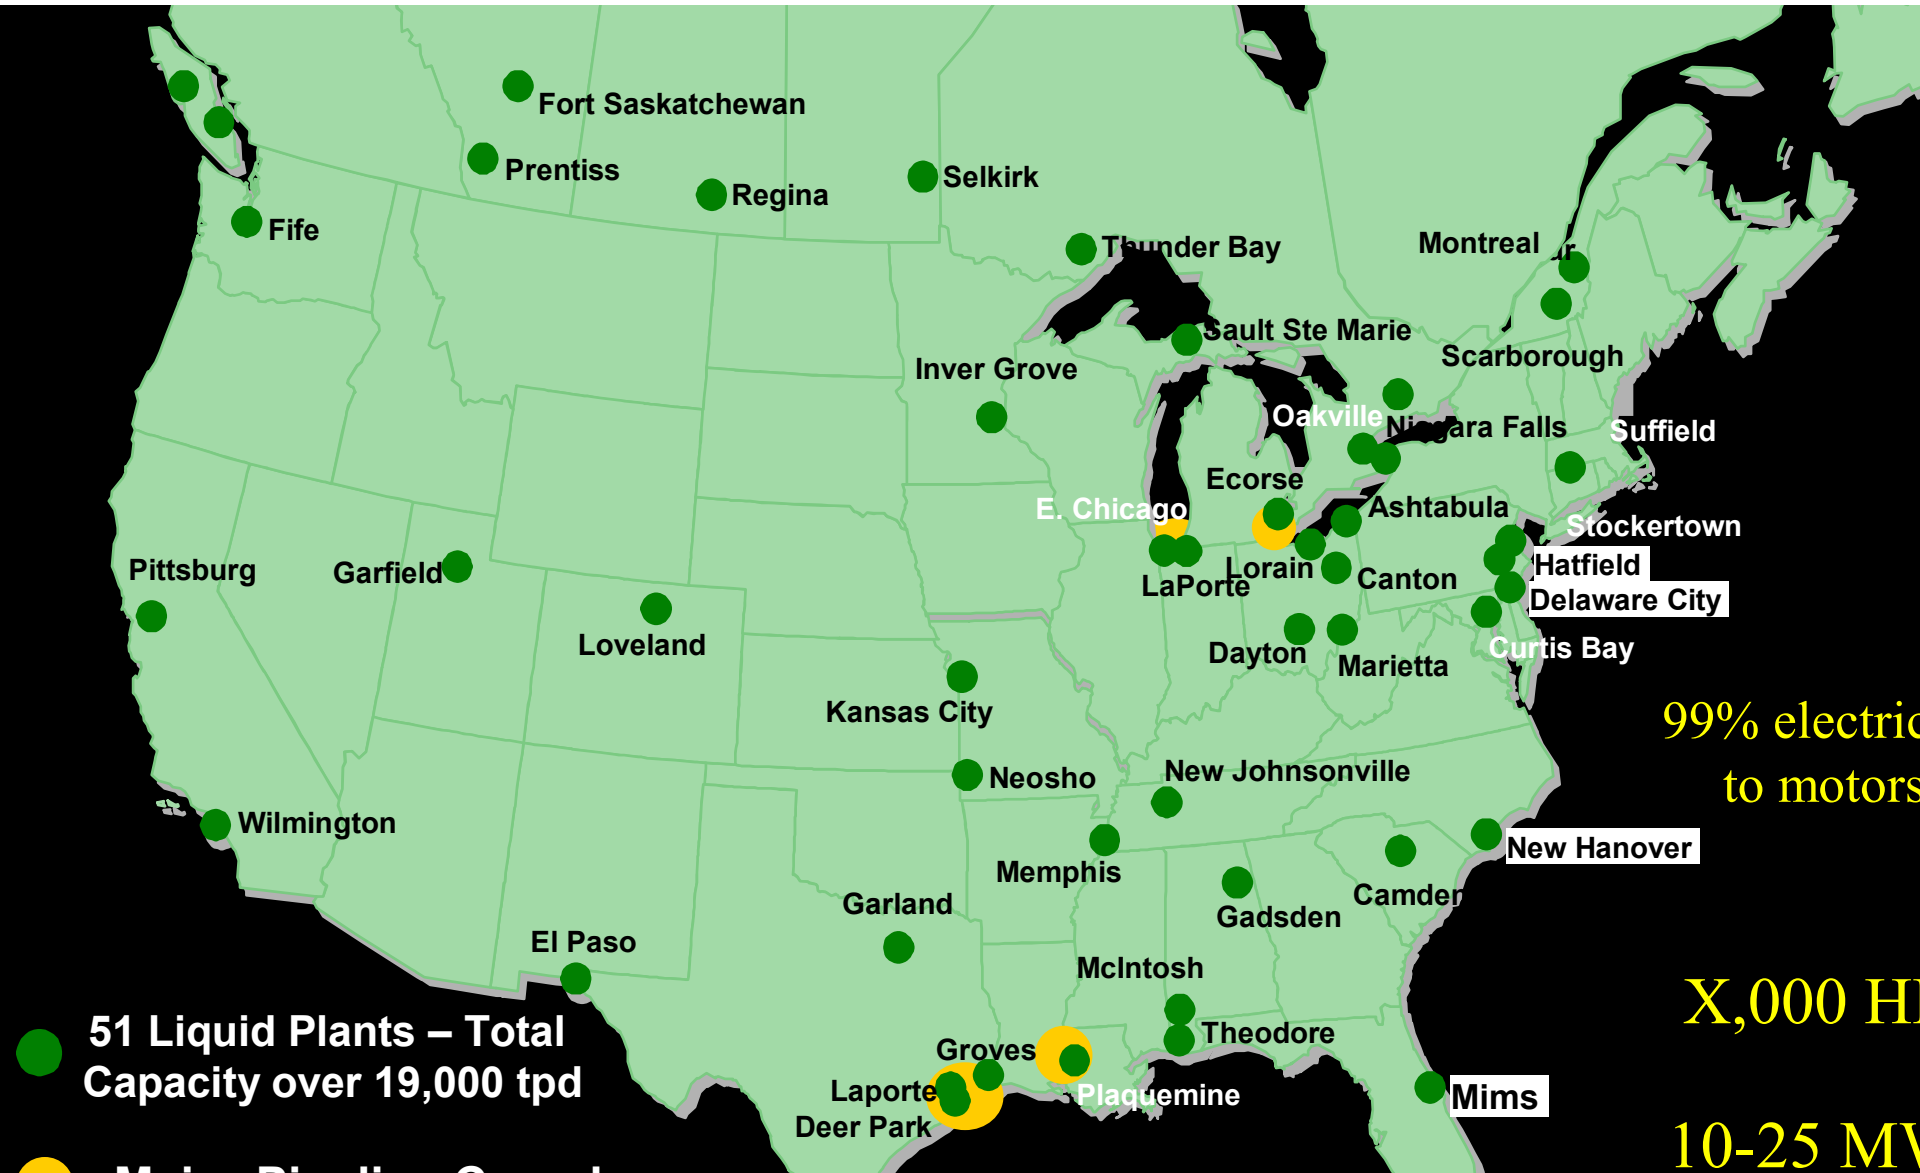 Fort Saskatchewan
Prentiss
Regina
Selkirk
Fife
Thunder Bay
Montreal
Sault Ste Marie
Scarborough
Inver Grove
Oakville
Niagara Falls
Suffield
Ecorse
E. Chicago
Ashtabula
Stockertown
Pittsburg
Garfield
Lorain
Hatfield
LaPorte
Canton
Delaware City
Loveland
Dayton
Marietta
Curtis Bay
Kansas City
99% electric
to motors
Neosho
New Johnsonville
Wilmington
New Hanover
Memphis
Camden
Garland
Gadsden
El Paso
McIntosh
X,000
51 Liquid Plants – Total
Capacity over 19,000 tpd
Theodore
Groves
Laporte
Plaquemine
Mims
Deer Park
10-25